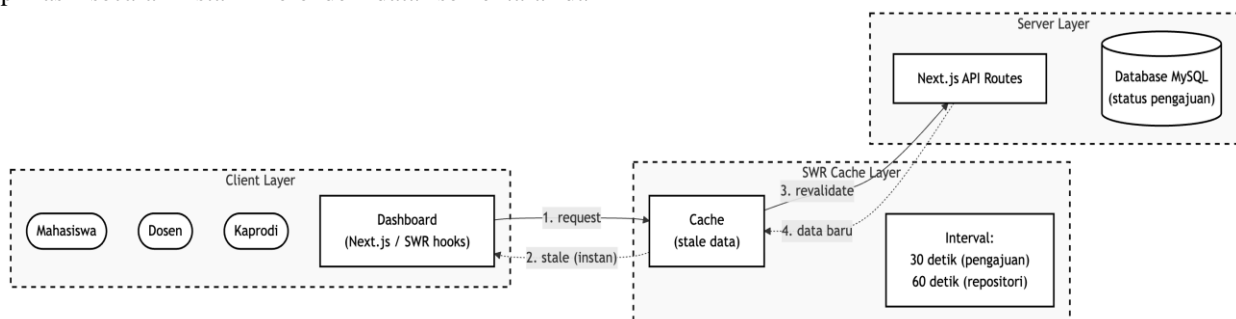 Client Layer
Mahasiswa
Dosen
Kaprodi
Dashboard
(Next.js / SWR hooks)
1. request
2. stale (instan)
SWR Cache Layer
Cache
(stale data)
3. revalidate
4. data baru
Interval:
30 detik (pengajuan)
60 detik (repositori)
Server Layer
Next.js API Routes
Database MySQL
(status pengajuan)